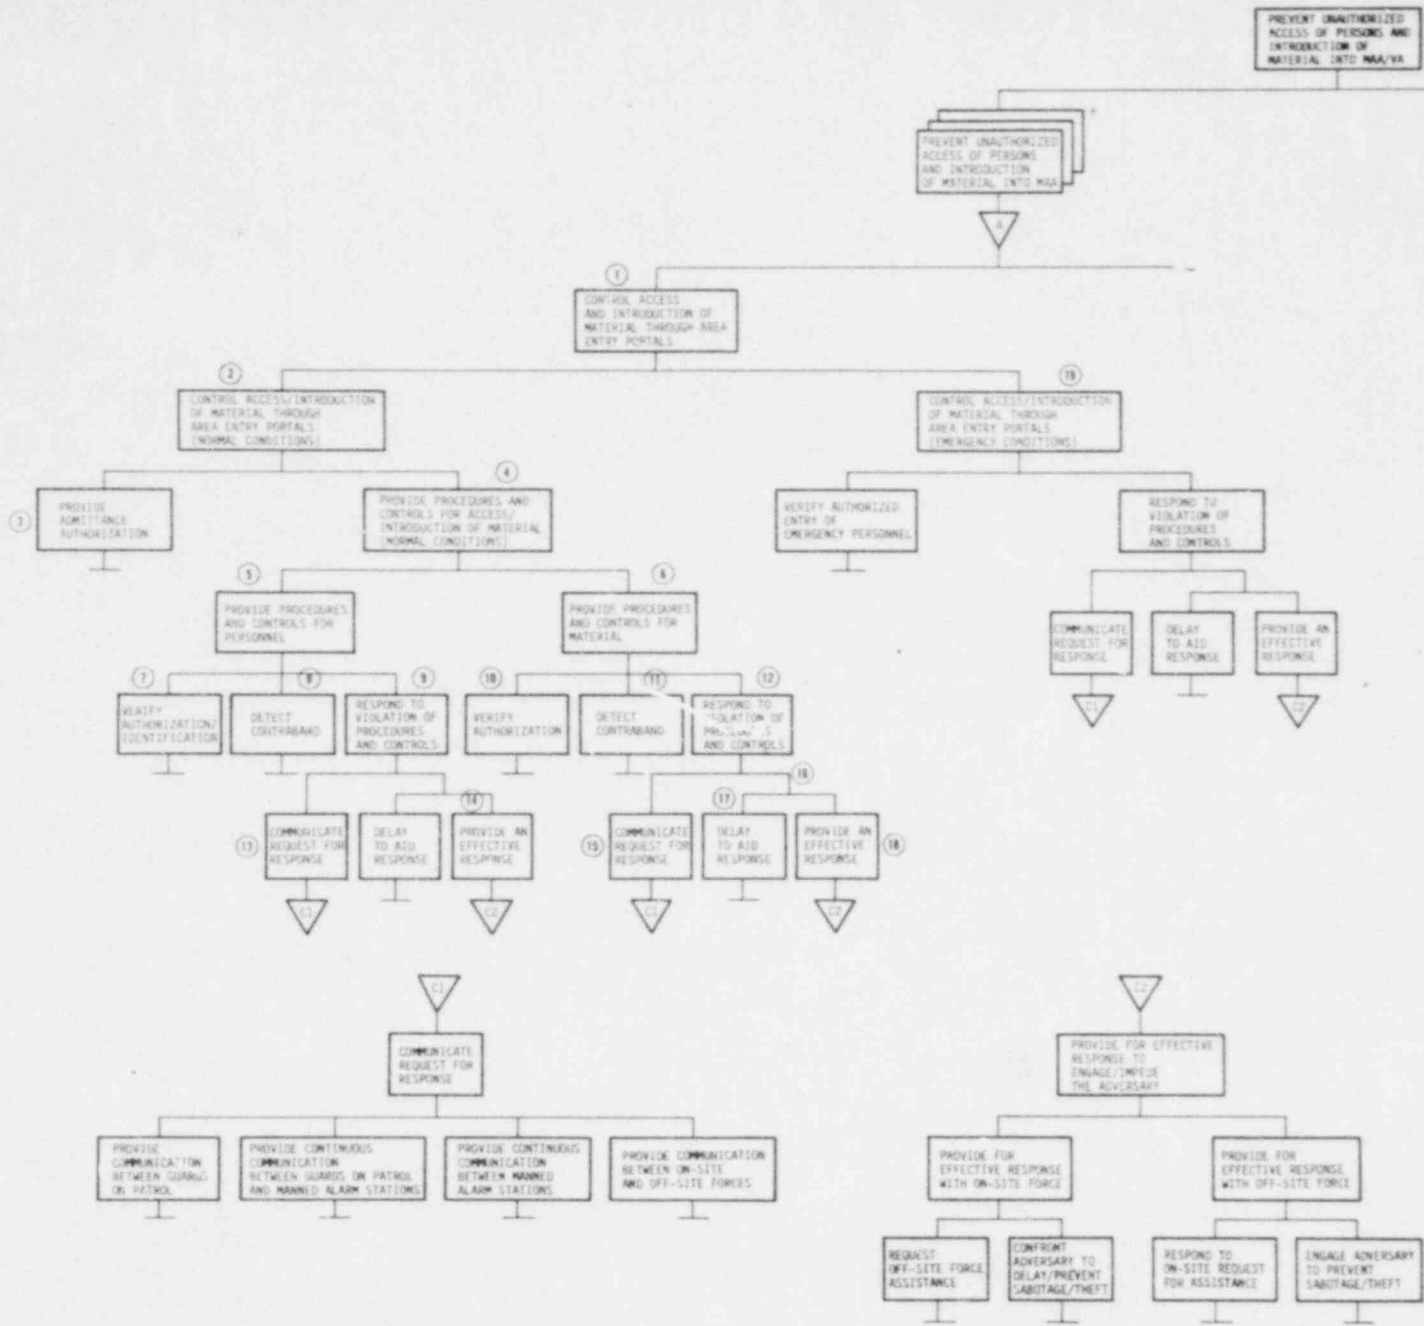 PREVENT UNAUTHORIZED
ACCESS OF PERSONS AND
INTRODUCTION OF
MATERIAL INTO MAA/VA
PREVENT UNAUTHORIZED
ACCESS OF PERSONS
AND INTRODUCTION
OF MATERIAL INTO MAA
A
1
CONTROL ACCESS
AND INTRODUCTION OF
MATERIAL THROUGH AREA
ENTRY PORTALS
2
CONTROL ACCESS/INTRODUCTION
OF MATERIAL THROUGH
AREA ENTRY PORTALS
(NORMAL CONDITIONS)
19
CONTROL ACCESS/INTRODUCTION
OF MATERIAL THROUGH
AREA ENTRY PORTALS
(EMERGENCY CONDITIONS)
3
PROVIDE
ADMITTANCE
AUTHORIZATION
4
PROVIDE PROCEDURES AND
CONTROLS FOR ACCESS/
INTRODUCTION OF MATERIAL
(NORMAL CONDITIONS)
VERIFY AUTHORIZED
ENTRY OF
EMERGENCY PERSONNEL
RESPOND TO
VIOLATION OF
PROCEDURES
AND CONTROLS
5
PROVIDE PROCEDURES
AND CONTROLS FOR
PERSONNEL
6
PROVIDE PROCEDURES
AND CONTROLS FOR
MATERIAL
COMMUNICATE
REQUEST FOR
RESPONSE
DELAY
TO AID
RESPONSE
PROVIDE AN
EFFECTIVE
RESPONSE
C1
C2
7
VERIFY
AUTHORIZATION/
IDENTIFICATION
8
DETECT
CONTRABAND
9
RESPOND TO
VIOLATION OF
PROCEDURES
AND CONTROLS
10
VERIFY
AUTHORIZATION
11
DETECT
CONTRABAND
12
RESPOND TO
VIOLATION OF
PROCEDURES
AND CONTROLS
13
COMMUNICATE
REQUEST FOR
RESPONSE
DELAY
TO AID
RESPONSE
14
PROVIDE AN
EFFECTIVE
RESPONSE
15
COMMUNICATE
REQUEST FOR
RESPONSE
16
17
DELAY
TO AID
RESPONSE
PROVIDE AN
EFFECTIVE
RESPONSE
18
C1
C2
C1
C2
C1
COMMUNICATE
REQUEST FOR
RESPONSE
PROVIDE
COMMUNICATION
BETWEEN GUARDS
ON PATROL
PROVIDE CONTINUOUS
COMMUNICATION
BETWEEN GUARDS ON PATROL
AND MANNED ALARM STATIONS
PROVIDE CONTINUOUS
COMMUNICATION
BETWEEN MANNED
ALARM STATIONS
PROVIDE COMMUNICATION
BETWEEN ON-SITE
AND OFF-SITE FORCES
C2
PROVIDE FOR EFFECTIVE
RESPONSE TO
ENGAGE/IMPEDE
THE ADVERSARY
PROVIDE FOR
EFFECTIVE RESPONSE
WITH ON-SITE FORCE
PROVIDE FOR
EFFECTIVE RESPONSE
WITH OFF-SITE FORCE
REQUEST
OFF-SITE FORCE
ASSISTANCE
CONFRONT
ADVERSARY TO
DELAY/PREVENT
SABOTAGE/THEFT
RESPOND TO
ON-SITE REQUEST
FOR ASSISTANCE
ENGAGE ADVERSARY
TO PREVENT
SABOTAGE/THEFT